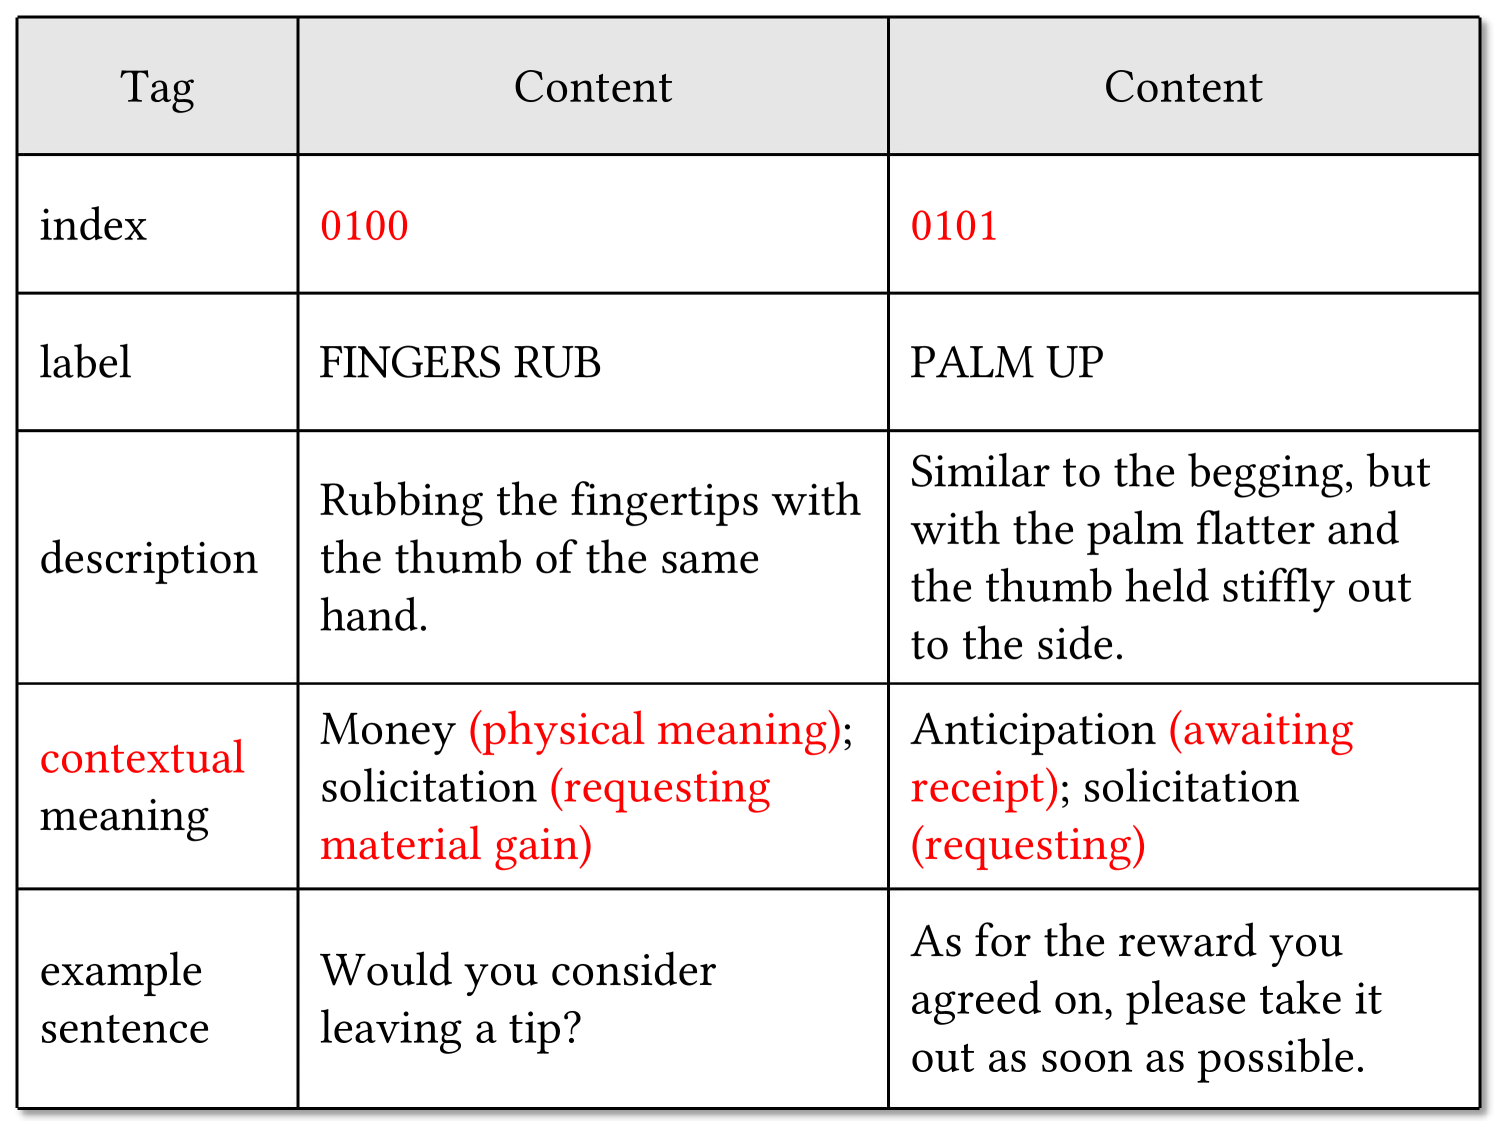 Tag Content Content
index 0100 0101
label FINGERS RUB PALM UP
description
Rubbing the fingertips with
the thumb of the same
hand.
Similar to the begging, but
with the palm flatter and
the thumb held stiffly out
to the side.
contextual
meaning
Money (physical meaning);
solicitation (requesting
material gain)
Anticipation (awaiting
receipt); solicitation
(requesting)
example
sentence
Would you consider
leaving a tip?
As for the reward you
agreed on, please take it
out as soon as possible.